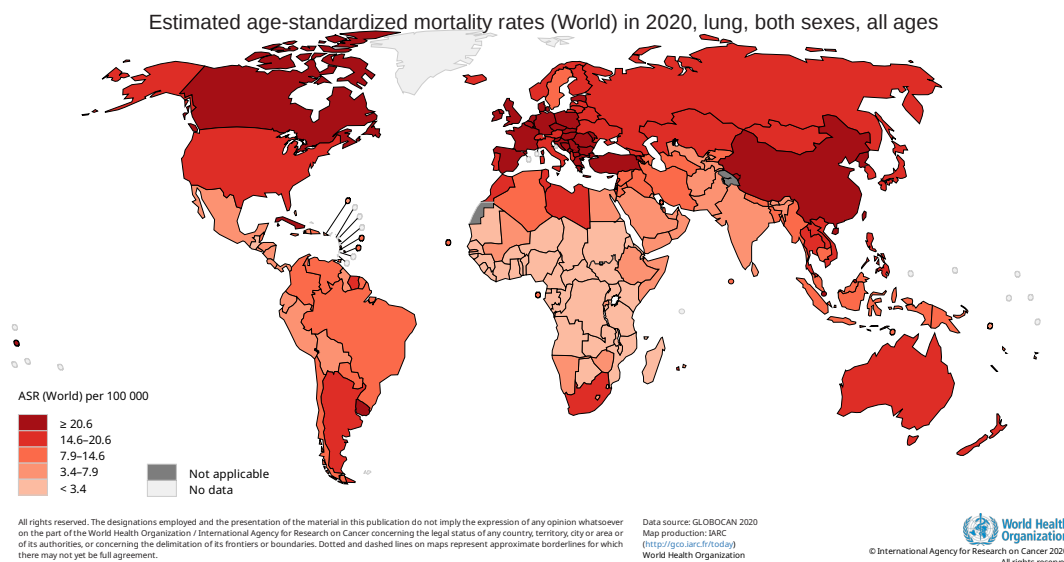 Estimated age-standardized mortality rates (World) in 2020, lung, both sexes, all ages
ASR (World) per 100 000
≥ 20.6
14.6–20.6
7.9–14.6
3.4–7.9
< 3.4
Not applicable
No data
All rights reserved. The designations employed and the presentation of the material in this publication do not imply the expression of any opinion whatsoever
on the part of the World Health Organization / International Agency for Research on Cancer concerning the legal status of any country, territory, city or area or
of its authorities, or concerning the delimitation of its frontiers or boundaries. Dotted and dashed lines on maps represent approximate borderlines for which
there may not yet be full agreement.
Data source: GLOBOCAN 2020
Map production: IARC
(http://gco.iarc.fr/today)
World Health Organization
World Health
Organization
© International Agency for Research on Cancer 202
All rights reserve